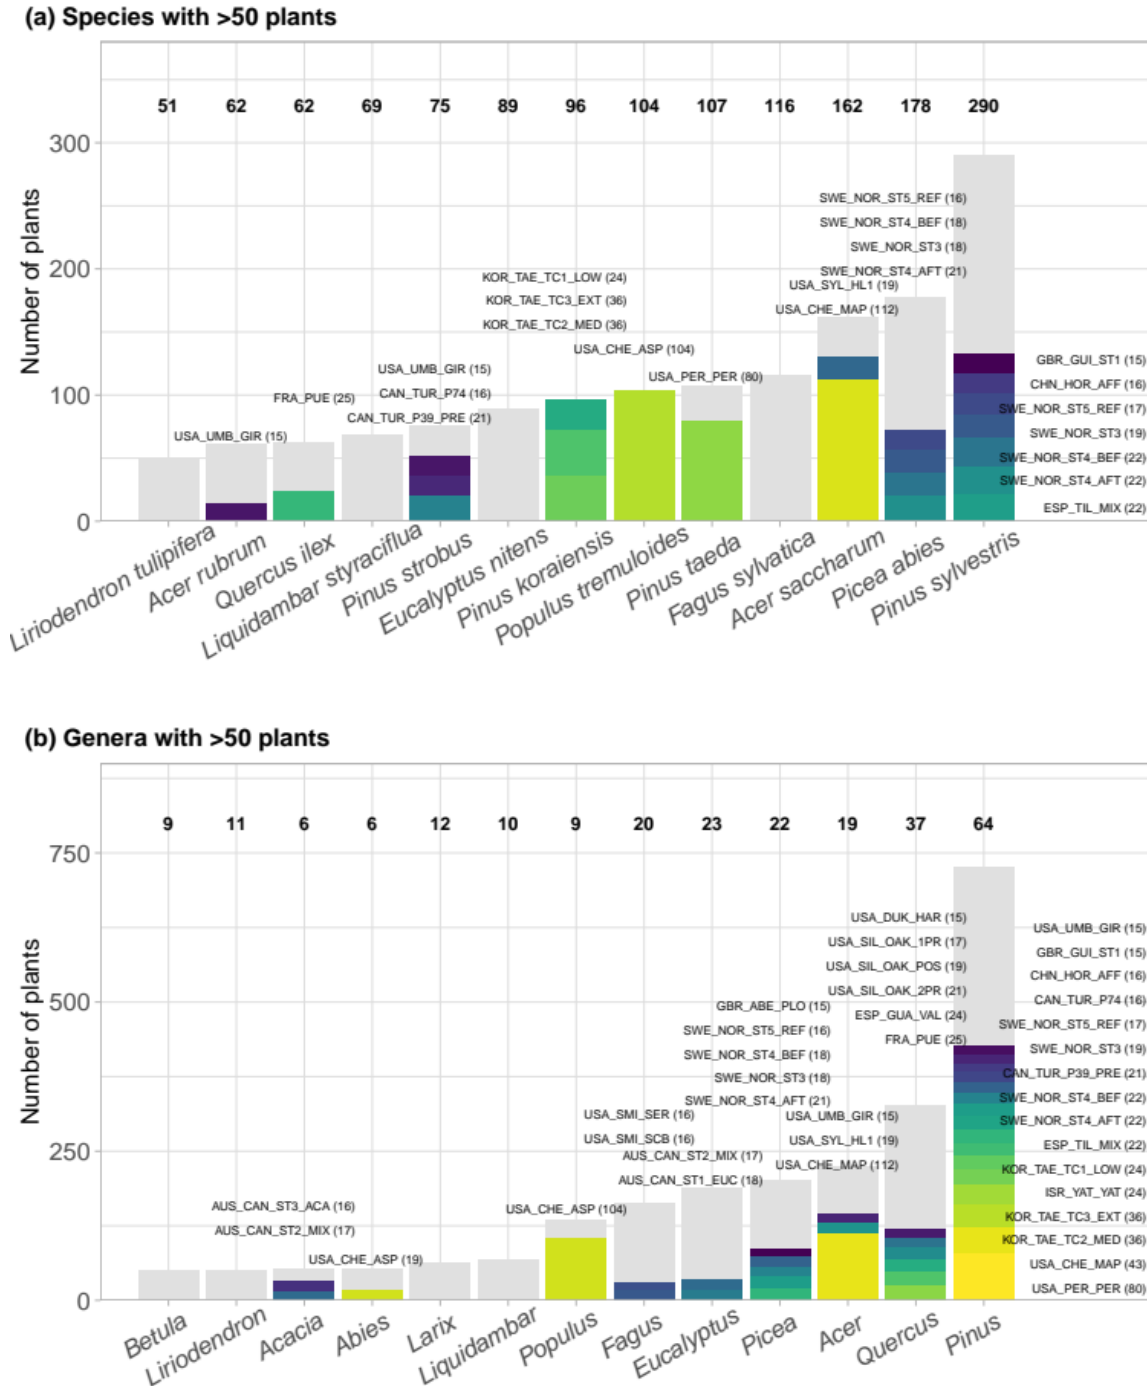 (a) Species with >50 plants
51 62 62 69 75 89 96 104 107 116 162 178 290
Number of plants
300
200
100
0
USA_UMB_GIR (15)
FRA_PUE (25)
USA_UMB_GIR (15)
CAN_TUR_P74 (16)
CAN_TUR_P39_PRE (21)
KOR_TAE_TC1_LOW (24)
KOR_TAE_TC3_EXT (36)
KOR_TAE_TC2_MED (36)
USA_CHE_ASP (104)
USA_PER_PER (80)
USA_SYL_HL1 (19)
USA_CHE_MAP (112)
SWE_NOR_ST5_REF (16)
SWE_NOR_ST4_BEF (18)
SWE_NOR_ST3 (18)
SWE_NOR_ST4_AFT (21)
GBR_GUI_ST1 (15)
CHN_HOR_AFF (16)
SWE_NOR_ST5_REF (17)
SWE_NOR_ST3 (19)
SWE_NOR_ST4_BEF (22)
SWE_NOR_ST4_AFT (22)
ESP_TIL_MIX (22)
Liriodendron tulipifera
Acer rubrum
Quercus ilex
Liquidambar styraciflua
Pinus strobus
Eucalyptus nitens
Pinus koraiensis
Populus tremuloides
Pinus taeda
Fagus sylvatica
Acer saccharum
Picea abies
Pinus sylvestris
(b) Genera with >50 plants
9 11 6 6 12 10 9 20 23 22 19 37 64
Number of plants
750
500
250
0
AUS_CAN_ST3_ACA (16)
AUS_CAN_ST2_MIX (17)
USA_CHE_ASP (19)
USA_CHE_ASP (104)
USA_SMI_SER (16)
USA_SMI_SCB (16)
AUS_CAN_ST2_MIX (17)
AUS_CAN_ST1_EUC (18)
GBR_ABE_PLO (15)
SWE_NOR_ST5_REF (16)
SWE_NOR_ST4_BEF (18)
SWE_NOR_ST3 (18)
SWE_NOR_ST4_AFT (21)
USA_UMB_GIR (15)
USA_SYL_HL1 (19)
USA_CHE_MAP (112)
USA_DUK_HAR (15)
USA_SIL_OAK_1PR (17)
USA_SIL_OAK_POS (19)
USA_SIL_OAK_2PR (21)
ESP_GUA_VAL (24)
FRA_PUE (25)
USA_UMB_GIR (15)
GBR_GUI_ST1 (15)
CHN_HOR_AFF (16)
CAN_TUR_P74 (16)
SWE_NOR_ST5_REF (17)
SWE_NOR_ST3 (19)
CAN_TUR_P39_PRE (21)
SWE_NOR_ST4_BEF (22)
SWE_NOR_ST4_AFT (22)
ESP_TIL_MIX (22)
KOR_TAE_TC1_LOW (24)
ISR_YAT_YAT (24)
KOR_TAE_TC3_EXT (36)
KOR_TAE_TC2_MED (36)
USA_CHE_MAP (43)
USA_PER_PER (80)
Betula
Liriodendron
Acacia
Abies
Larix
Liquidambar
Populus
Fagus
Eucalyptus
Picea
Acer
Quercus
Pinus